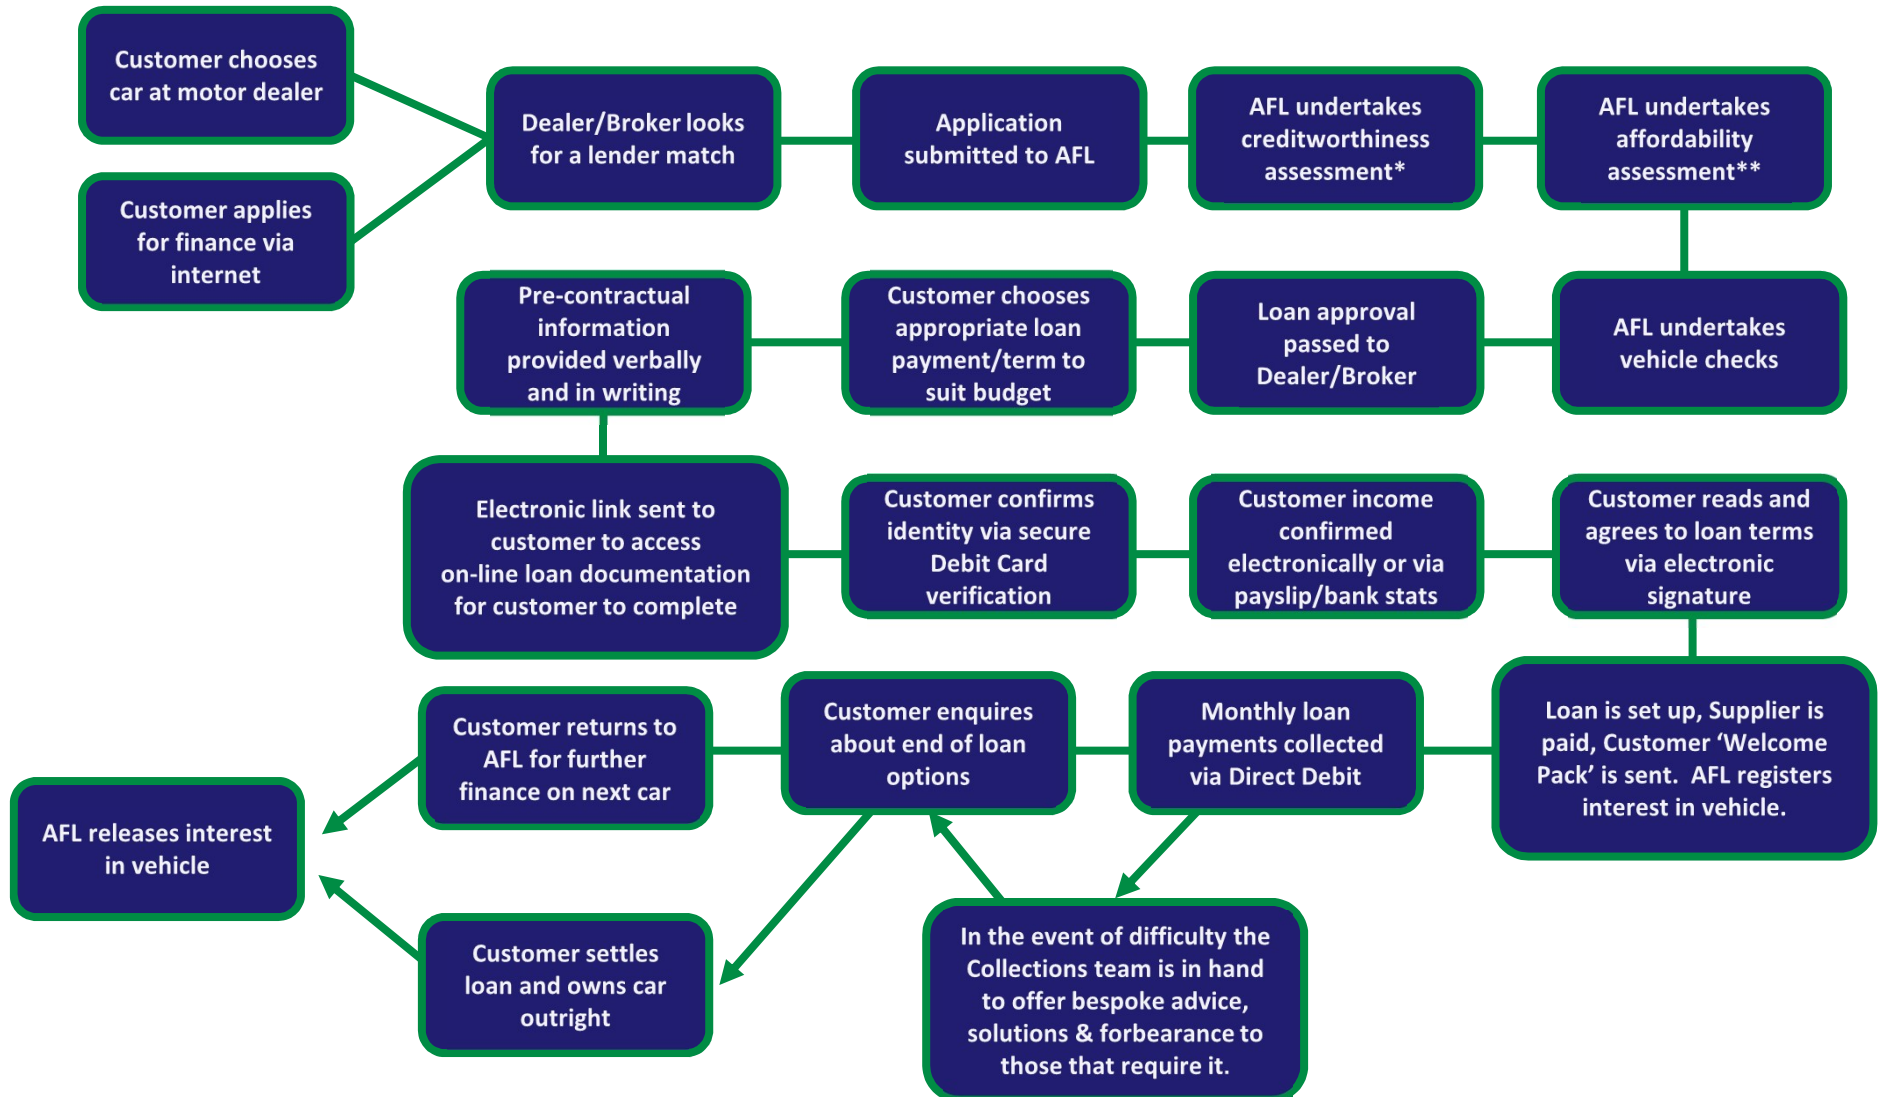 Customer chooses
car at motor dealer
Customer applies
for finance via
internet
Dealer/Broker looks
for a lender match
Application
submitted to AFL
AFL undertakes
creditworthiness
assessment*
AFL undertakes
affordability
assessment**
AFL undertakes
vehicle checks
Loan approval
passed to
Dealer/Broker
Customer chooses
appropriate loan
payment/term to
suit budget
Pre-contractual
information
provided verbally
and in writing
Electronic link sent to
customer to access
on-line loan documentation
for customer to complete
Customer confirms
identity via secure
Debit Card
verification
Customer income
confirmed
electronically or via
payslip/bank stats
Customer reads and
agrees to loan terms
via electronic
signature
Loan is set up, Supplier is
paid, Customer ‘Welcome
Pack’ is sent.  AFL registers
interest in vehicle.
Monthly loan
payments collected
via Direct Debit
In the event of difficulty the
Collections team is in hand
to offer bespoke advice,
solutions & forbearance to
those that require it.
Customer enquires
about end of loan
options
Customer returns to
AFL for further
finance on next car
Customer settles
loan and owns car
outright
AFL releases interest
in vehicle